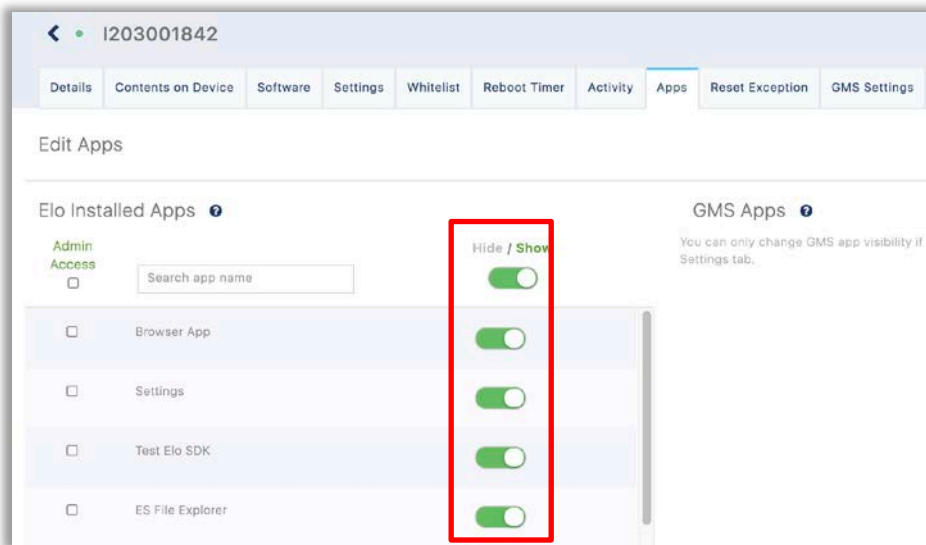 I203001842
Details Contents on Device Software Settings Whitelist Reboot Timer Activity Apps Reset Exception GMS Settings
Edit Apps
Elo Installed Apps
GMS Apps
Admin
Access
Search app name
Hide / Show
You can only change GMS app visibility if
Settings tab.
Browser App
Settings
Test Elo SDK
ES File Explorer